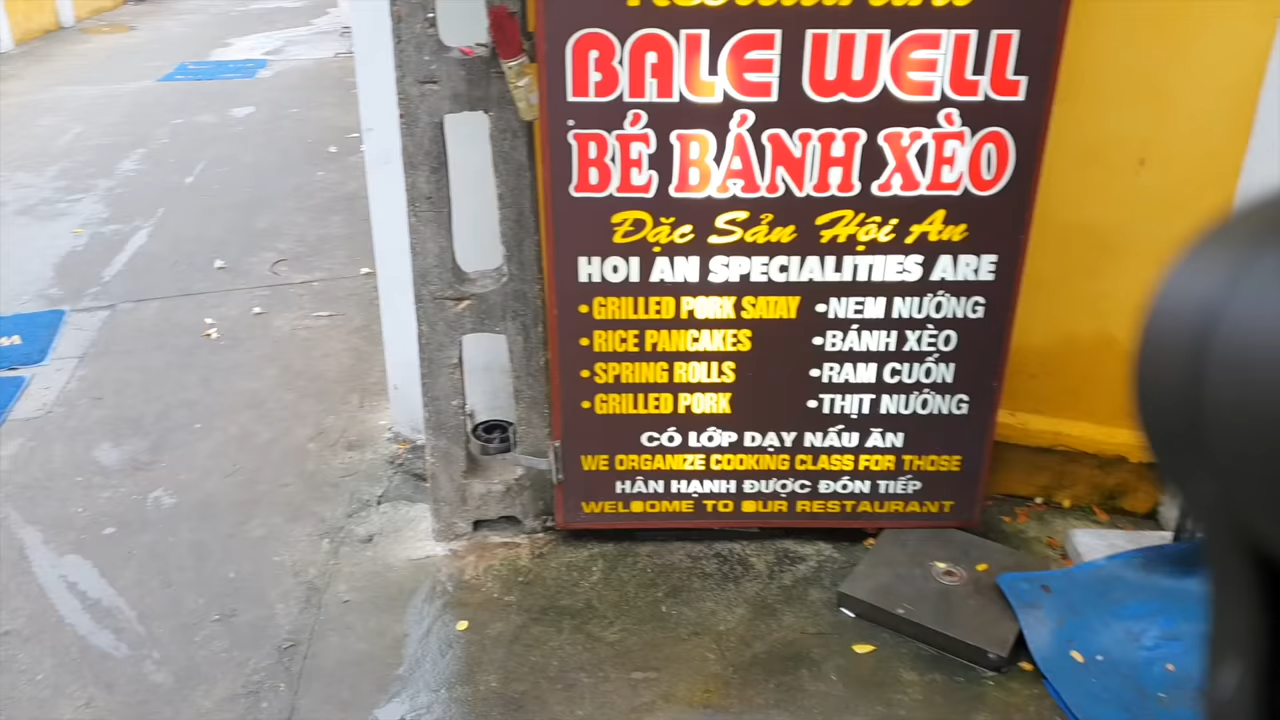 Restaurant
BALE WELL
BÉ BÁNH XÈO
Đặc Sản Hội An
HOI AN SPECIALITIES ARE
• GRILLED PORK SATAY • NEM NƯỚNG
• RICE PANCAKES • BÁNH XÈO
• SPRING ROLLS • RAM CUỐN
• GRILLED PORK • THỊT NƯỚNG
CÓ LỚP DẠY NẤU ĂN
WE ORGANIZE COOKING CLASS FOR THOSE
HÂN HẠNH ĐƯỢC ĐÓN TIẾP
WELCOME TO OUR RESTAURANT